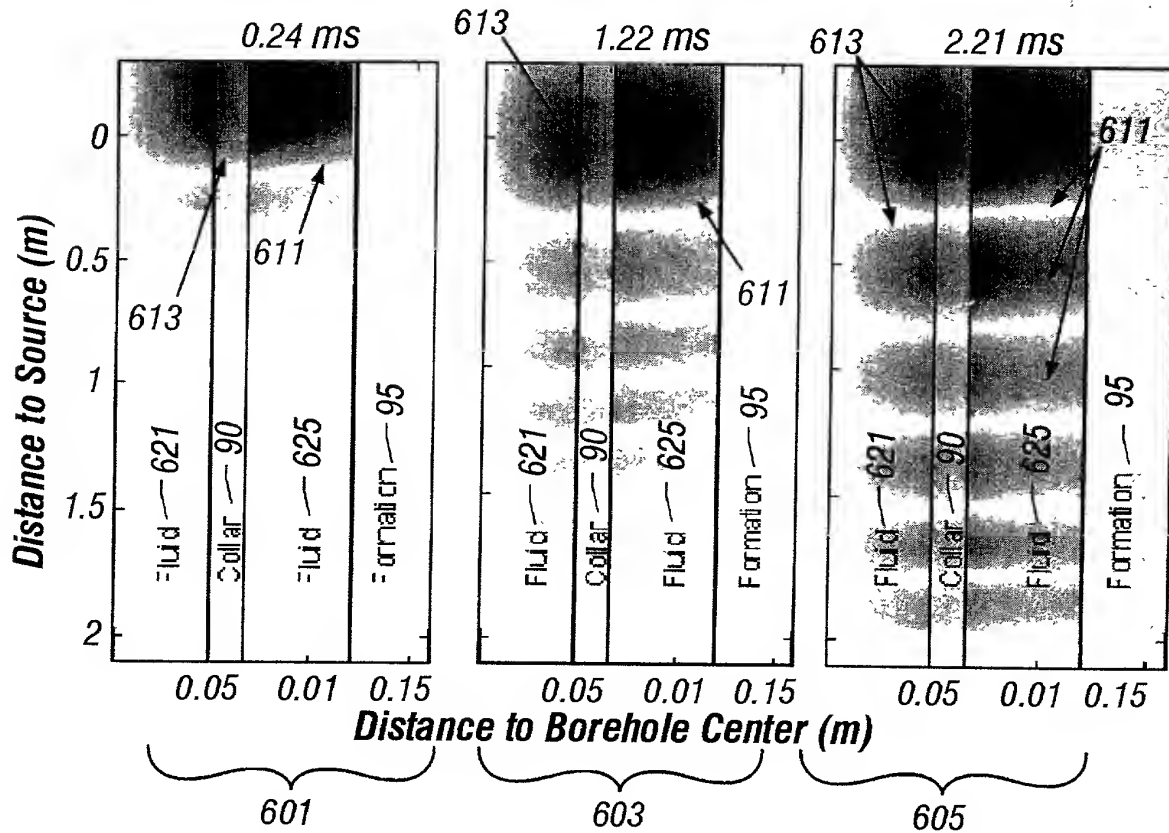 613
0.24 ms
1.22 ms
613
2.21 ms
611
0
0.5
1
1.5
2
Distance to Source (m)
613
611
611
Fluid 621
Collar 90
Fluid 625
Formation 95
Fluid 621
Collar 90
Fluid 625
Formation 95
Fluid 621
Collar 90
Fluid 625
Formation 95
0.05 0.01 0.15
0.05 0.01 0.15
0.05 0.01 0.15
Distance to Borehole Center (m)
601
603
605